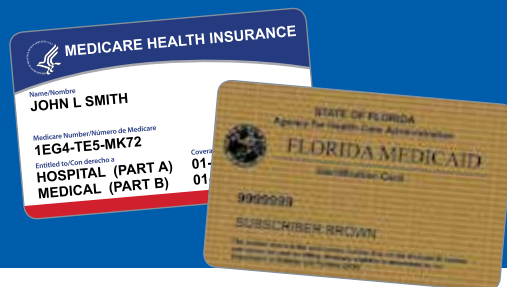 MEDICARE HEALTH INSURANCE
Name/Nombre
JOHN L SMITH
Medicare Number/Número de Medicare
1EG4-TE5-MK72
Entitled to/Con derecho a
HOSPITAL (PART A) 01-
MEDICAL (PART B) 01
STATE OF FLORIDA
Agency for Health Care Administration
FLORIDA MEDICAID
Identification Card
9999999
SUBSCRIBER BROWN